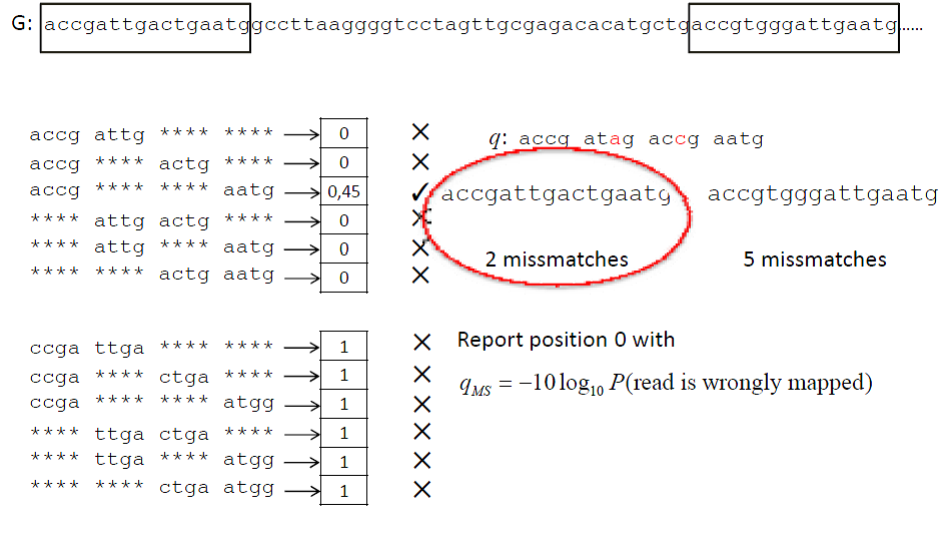 G: accgattgactgaatggccttaaggggtcctagttgcgagacacatgctgaccgtgggattgaatg......
accg attg **** **** 0
accg **** actg **** 0
accg **** **** aatg 0,45
**** attg actg **** 0
**** attg **** aatg 0
**** **** actg aatg 0
q: accg atag accg aatg
accgattgactgaatg accgtgggattgaatg
2 missmatches 5 missmatches
ccga ttga **** **** 1
ccga **** ctga **** 1
ccga **** **** atgg 1
**** ttga ctga **** 1
**** ttga **** atgg 1
**** **** ctga atgg 1
Report position 0 with
q_MS = −10 log₁₀ P(read is wrongly mapped)